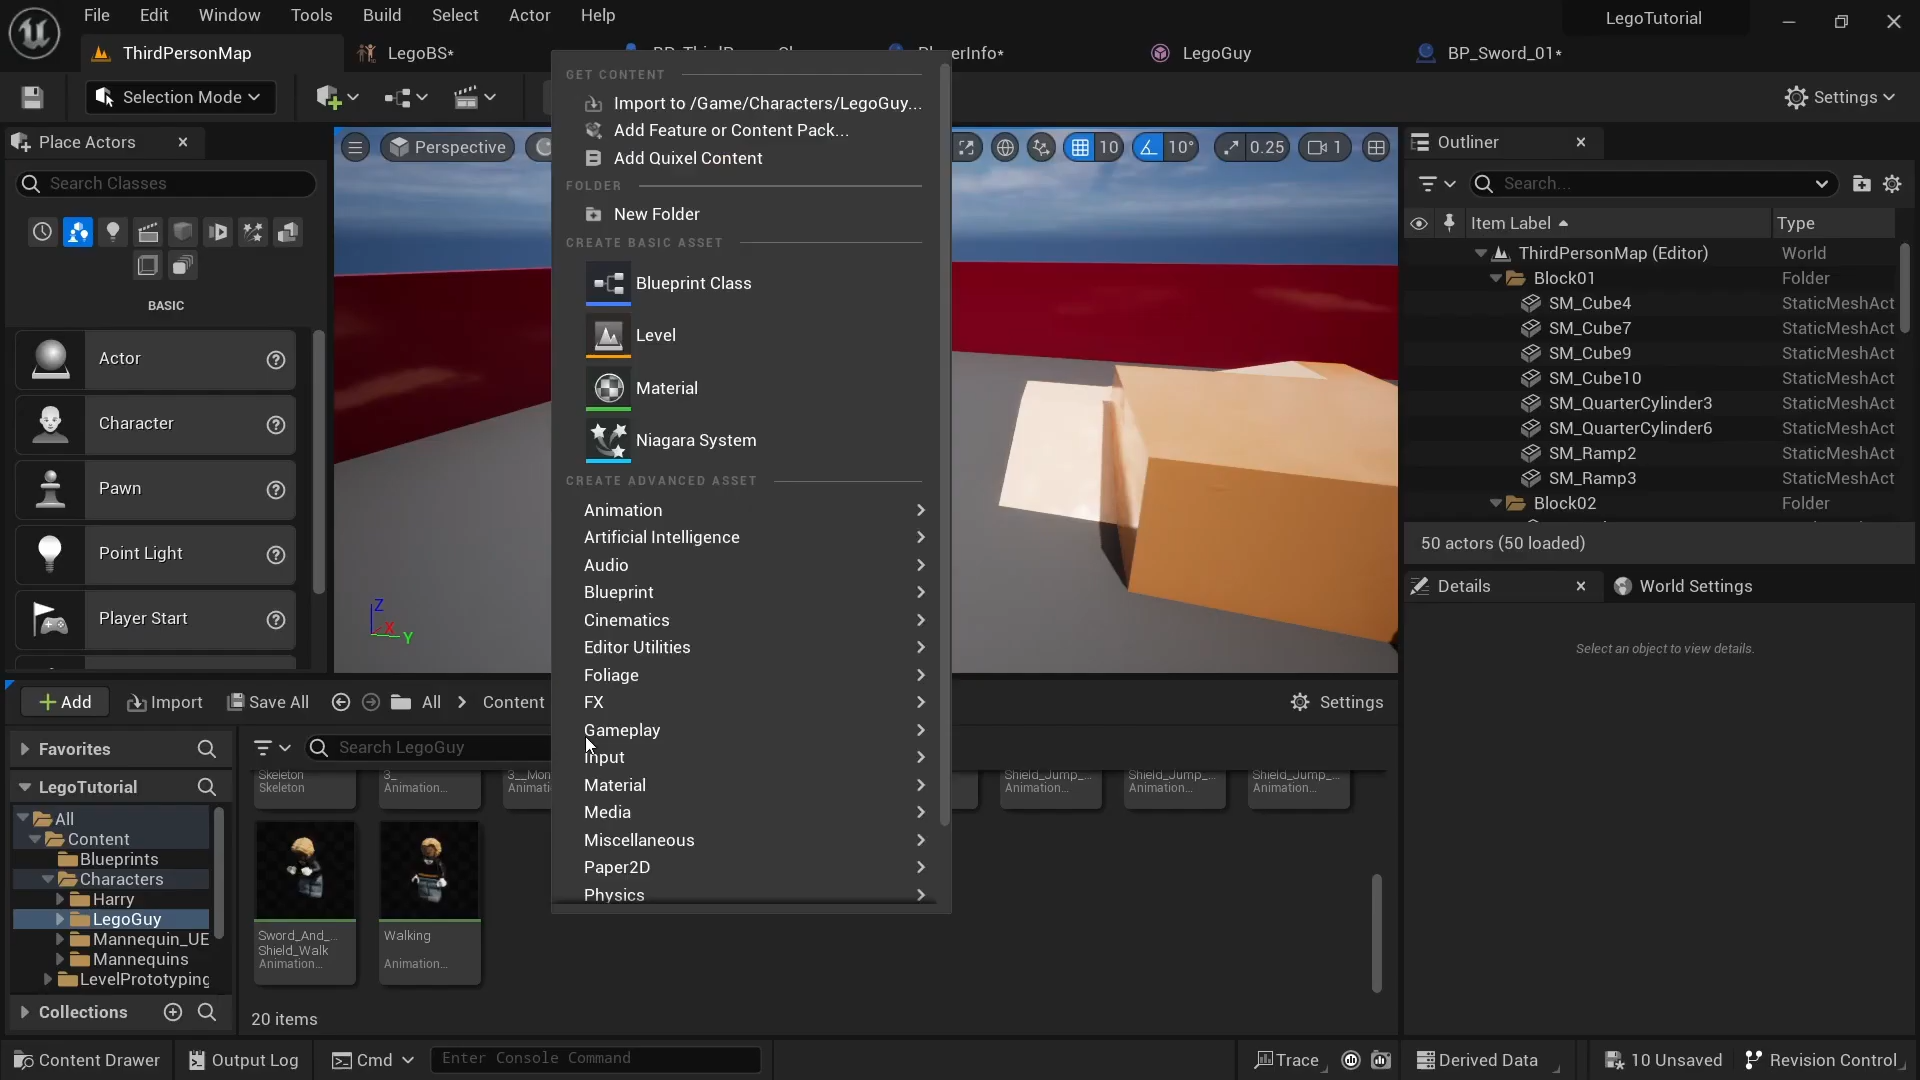 File Edit Window Tools Build Select Actor Help LegoTutorial
ThirdPersonMap LegoBS* PlayerInfo* LegoGuy BP_Sword_01*
Selection Mode Settings
Place Actors
Search Classes
BASIC
Actor
Character
Pawn
Point Light
Player Start
Perspective 10 10° 0.25 1
Z
X
Y
GET CONTENT
Import to /Game/Characters/LegoGuy...
Add Feature or Content Pack...
Add Quixel Content
FOLDER
New Folder
CREATE BASIC ASSET
Blueprint Class
Level
Material
Niagara System
CREATE ADVANCED ASSET
Animation
Artificial Intelligence
Audio
Blueprint
Cinematics
Editor Utilities
Foliage
FX
Gameplay
Input
Material
Media
Miscellaneous
Paper2D
Physics
Outliner
Search...
Item Label Type
ThirdPersonMap (Editor) World
Block01 Folder
SM_Cube4 StaticMeshAct
SM_Cube7 StaticMeshAct
SM_Cube9 StaticMeshAct
SM_Cube10 StaticMeshAct
SM_QuarterCylinder3 StaticMeshAct
SM_QuarterCylinder6 StaticMeshAct
SM_Ramp2 StaticMeshAct
SM_Ramp3 StaticMeshAct
Block02 Folder
50 actors (50 loaded)
Details World Settings
Select an object to view details.
Add Import Save All All Content Settings
Favorites
LegoTutorial
All
Content
Blueprints
Characters
Harry
LegoGuy
Mannequin_UE
Mannequins
LevelPrototyping
Collections
Search LegoGuy
Skeleton 3_ 3__Mon Shield_Jump_... Shield_Jump_... Shield_Jump_...
Skeleton Animation... Animati Animation... Animation... Animation...
Sword_And_...
Shield_Walk
Animation...
Walking
Animation...
20 items
Content Drawer Output Log Cmd Enter Console Command Trace Derived Data 10 Unsaved Revision Control